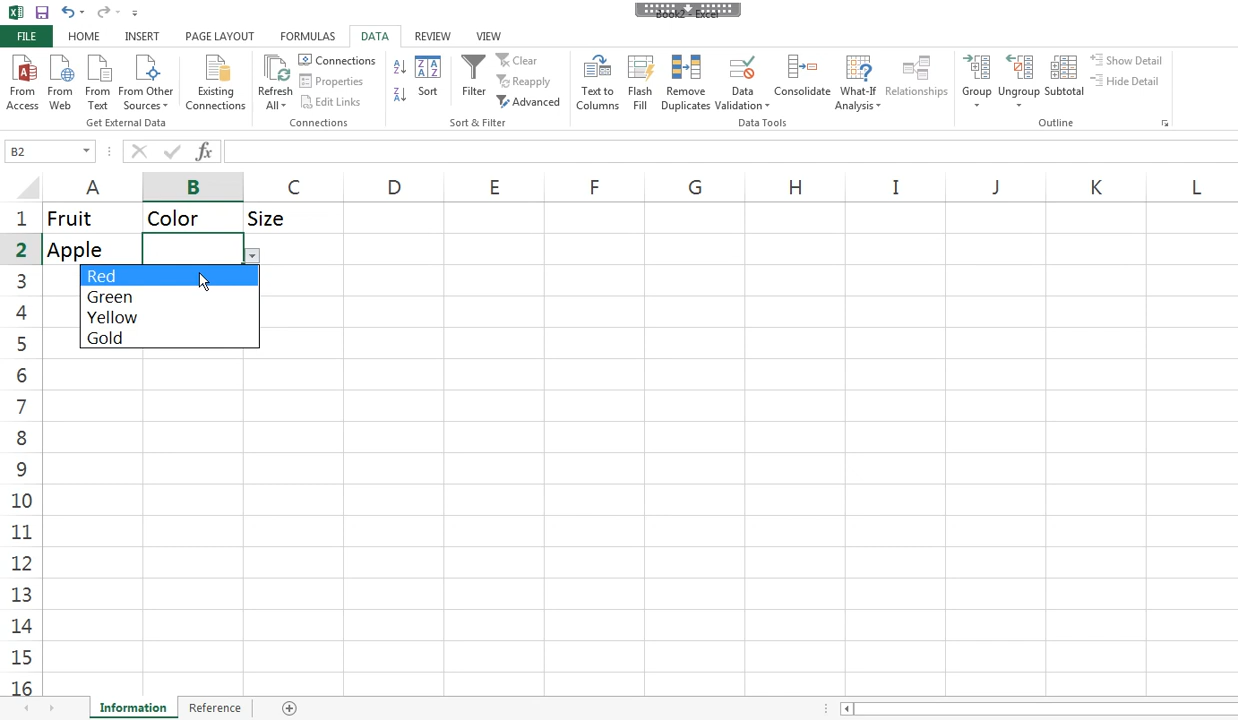 Book2 - Excel
FILE HOME INSERT PAGE LAYOUT FORMULAS DATA REVIEW VIEW
From Access
From Web
From Text
From Other Sources
Existing Connections
Get External Data
Refresh All
Connections
Properties
Edit Links
Connections
Sort
Filter
Clear
Reapply
Advanced
Sort & Filter
Text to Columns
Flash Fill
Remove Duplicates
Data Validation
Consolidate
What-If Analysis
Relationships
Data Tools
Group
Ungroup
Subtotal
Show Detail
Hide Detail
Outline
B2 fx
A B C D E F G H I J K L
1 Fruit Color Size
2 Apple
3
4
5
6
7
8
9
10
11
12
13
14
15
16
Red
Green
Yellow
Gold
Information Reference